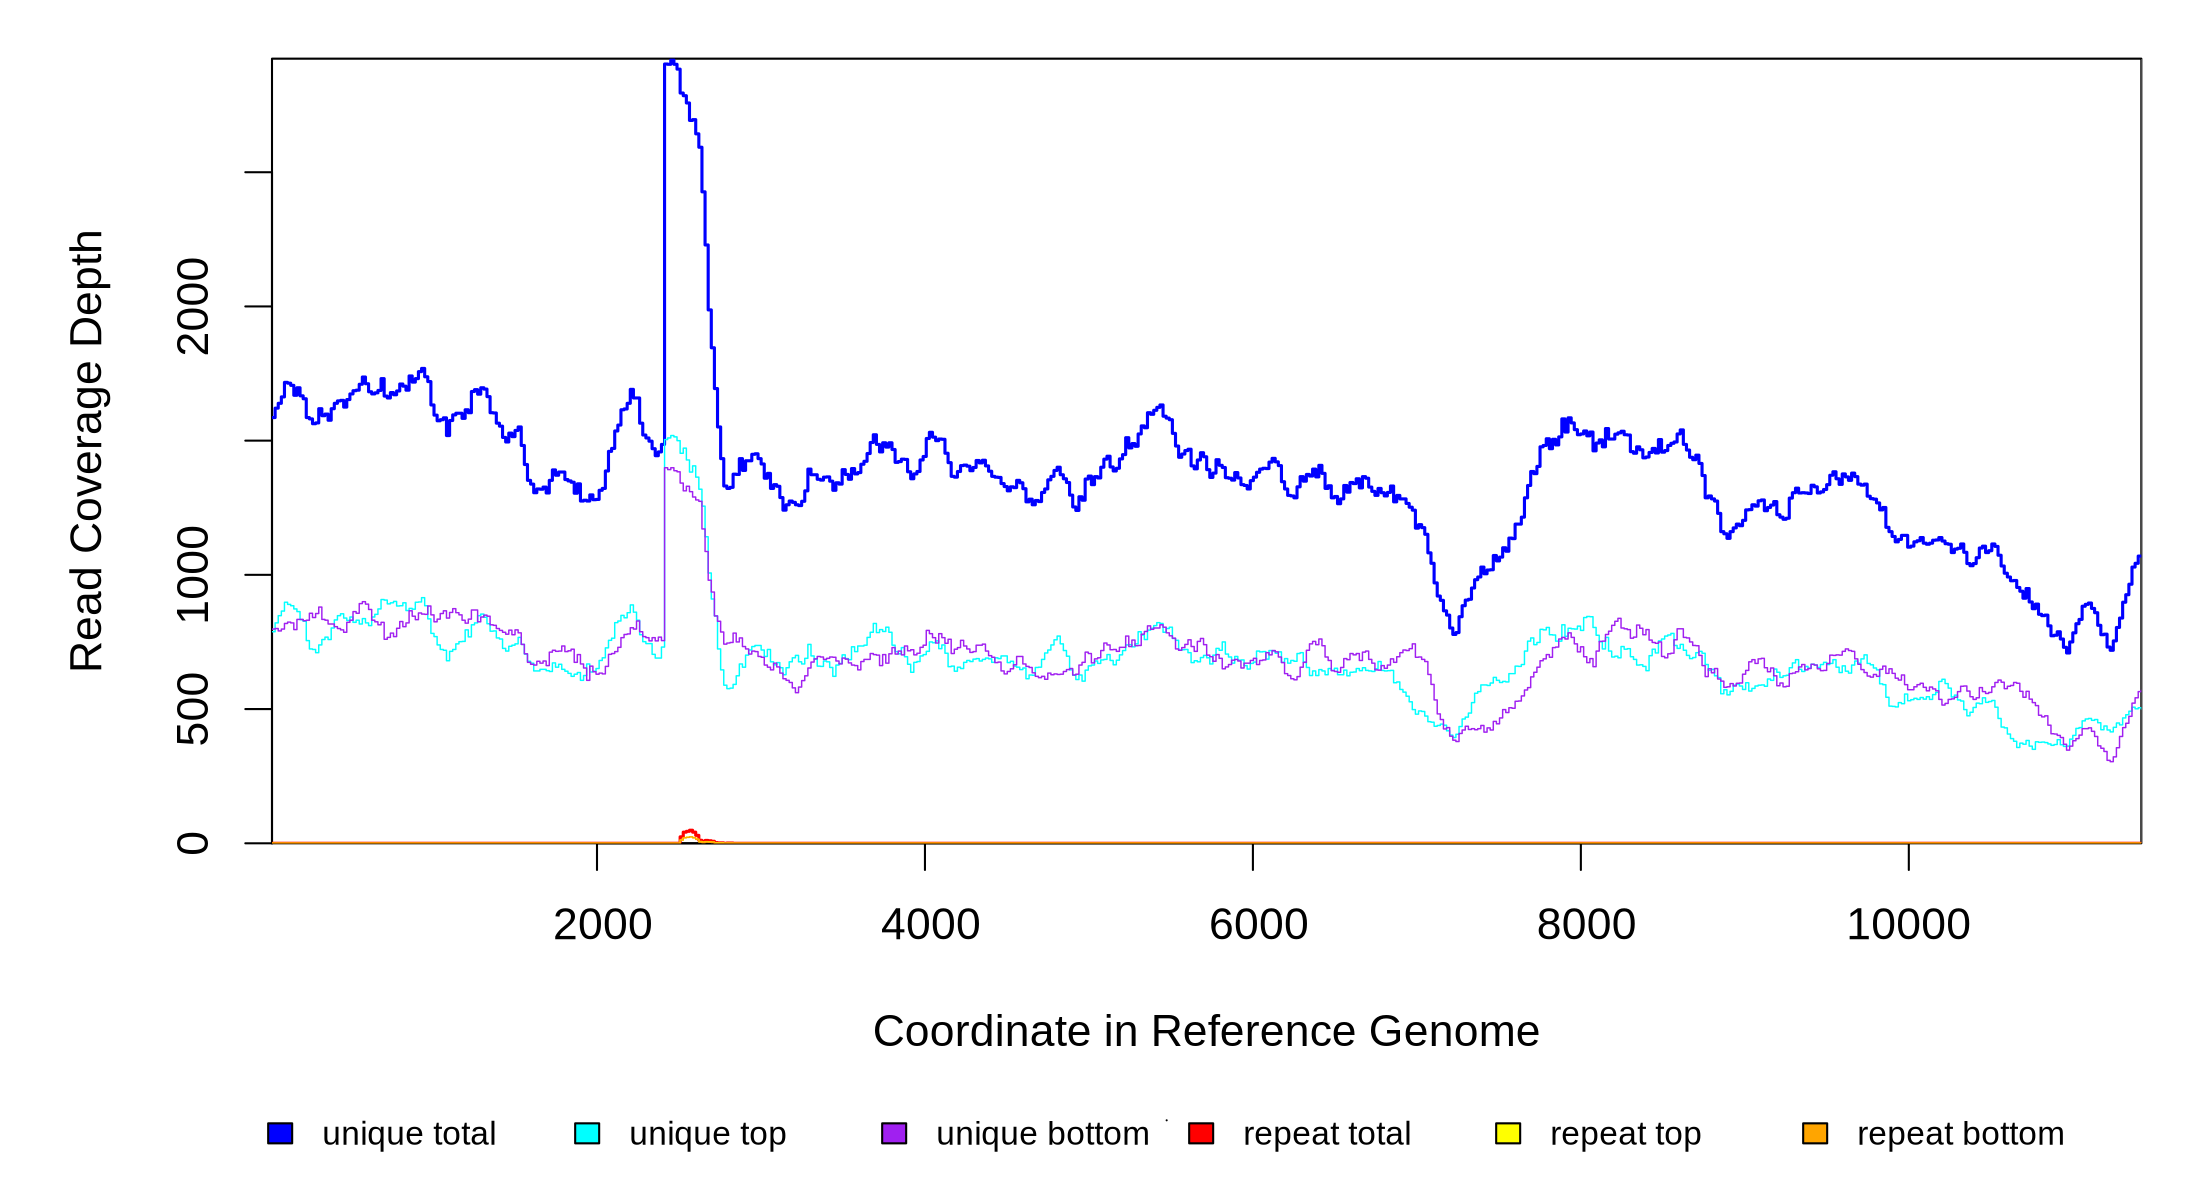 Read Coverage Depth
2000
1000
500
0
2000 4000 6000 8000 10000
Coordinate in Reference Genome
unique total unique top unique bottom repeat total repeat top repeat bottom